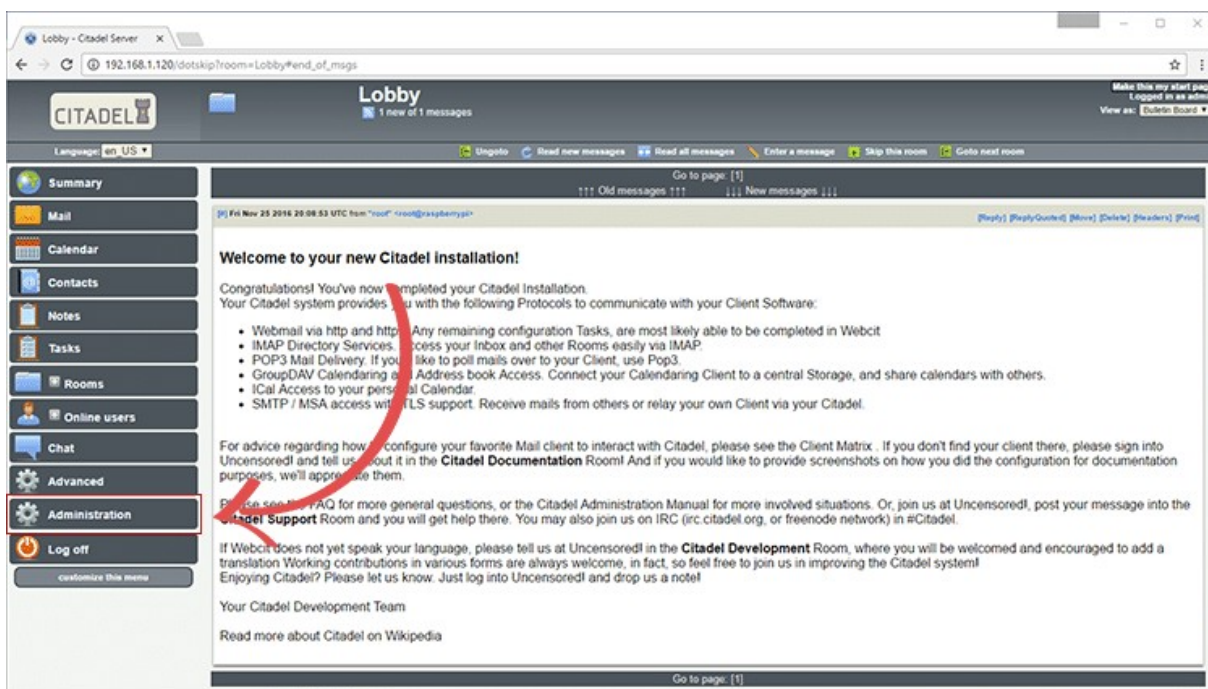 Lobby - Citadel Server
192.168.1.120/dotskip?room=Lobby#end_of_msgs
CITADEL
Lobby
1 new of 1 messages
Make this my start pag
Logged in as adm
View as: Bulletin Board
Language: en_US
Ungoto Read new messages Read all messages Enter a message Skip this room Goto next room
Summary
Mail
Calendar
Contacts
Notes
Tasks
Rooms
Online users
Chat
Advanced
Administration
Log off
customize this menu
Go to page: [1]
↑↑↑ Old messages ↑↑↑ ↓↓↓ New messages ↓↓↓
[#] Fri Nov 25 2016 20:08:53 UTC from "root" <root@raspberrypi>
[Reply] [ReplyQuoted] [Move] [Delete] [Headers] [Print]
Welcome to your new Citadel installation!
Congratulations! You've now completed your Citadel Installation.
Your Citadel system provides you with the following Protocols to communicate with your Client Software:
• Webmail via http and http Any remaining configuration Tasks, are most likely able to be completed in Webcit
• IMAP Directory Services. Access your Inbox and other Rooms easily via IMAP.
• POP3 Mail Delivery. If you like to poll mails over to your Client, use Pop3.
• GroupDAV Calendaring and Address book Access. Connect your Calendaring Client to a central Storage, and share calendars with others.
• ICal Access to your personal Calendar.
• SMTP / MSA access with TLS support. Receive mails from others or relay your own Client via your Citadel.
For advice regarding how to configure your favorite Mail client to interact with Citadel, please see the Client Matrix . If you don't find your client there, please sign into
Uncensored! and tell us about it in the Citadel Documentation Room! And if you would like to provide screenshots on how you did the configuration for documentation
purposes, we'll appreciate them.
Please see the FAQ for more general questions, or the Citadel Administration Manual for more involved situations. Or, join us at Uncensored!, post your message into the
Citadel Support Room and you will get help there. You may also join us on IRC (irc.citadel.org, or freenode network) in #Citadel.
If Webcit does not yet speak your language, please tell us at Uncensored! in the Citadel Development Room, where you will be welcomed and encouraged to add a
translation Working contributions in various forms are always welcome, in fact, so feel free to join us in improving the Citadel system!
Enjoying Citadel? Please let us know. Just log into Uncensored! and drop us a note!
Your Citadel Development Team
Read more about Citadel on Wikipedia
Go to page: [1]